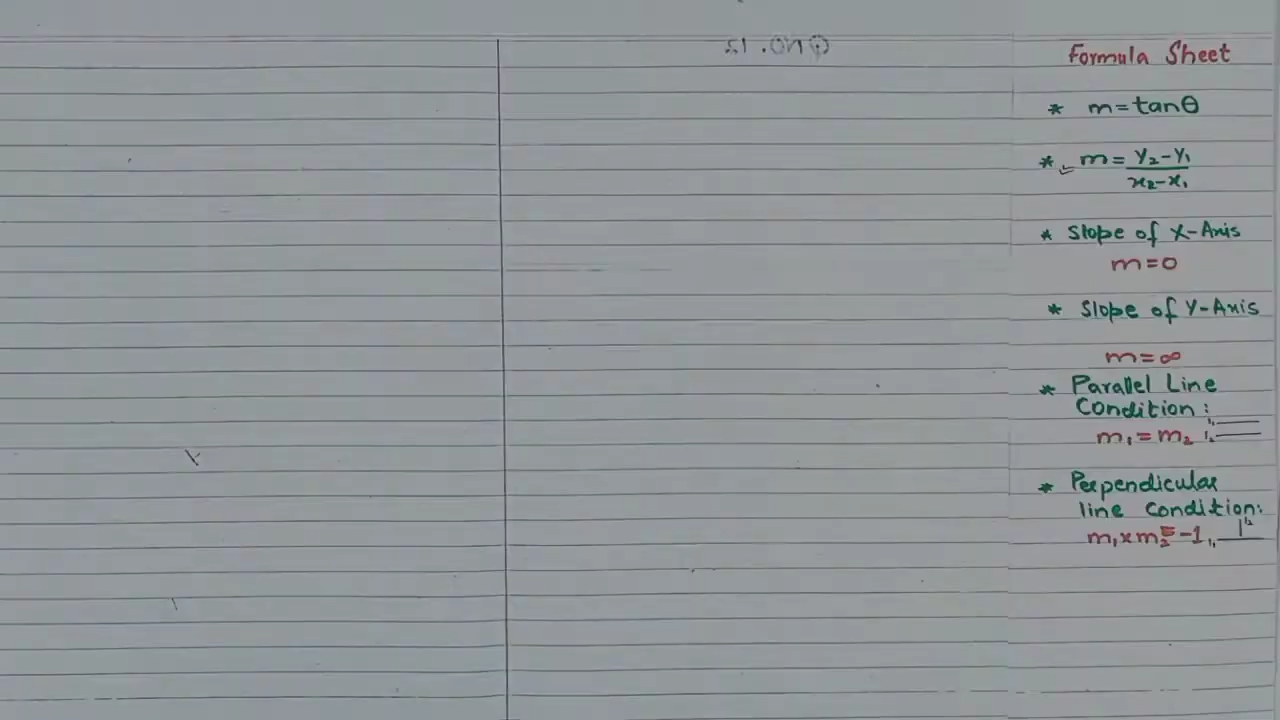 Formula Sheet
* m=tanθ
* m= y₂-y₁
x₂-x₁
* Slope of X-Axis
m=0
* Slope of Y-Axis
m=∞
* Parallel Line
Condition:
m₁=m₂
* Perpendicular
line condition:
m₁×m₂=-1